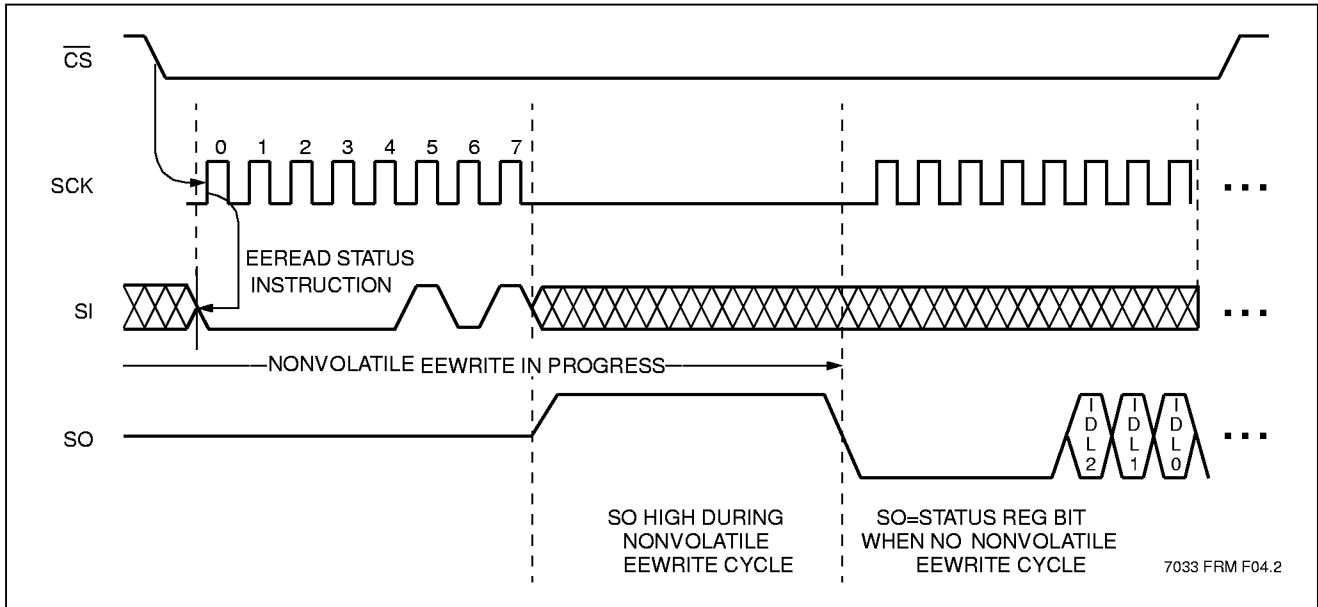 CS
0 1 2 3 4 5 6 7
SCK
...
EEREAD STATUS
INSTRUCTION
SI
...
NONVOLATILE EEWRITE IN PROGRESS
SO
IDL2
IDL1
IDL0
...
SO HIGH DURING
NONVOLATILE
EEWRITE CYCLE
SO=STATUS REG BIT
WHEN NO NONVOLATILE
EEWRITE CYCLE
7033 FRM F04.2